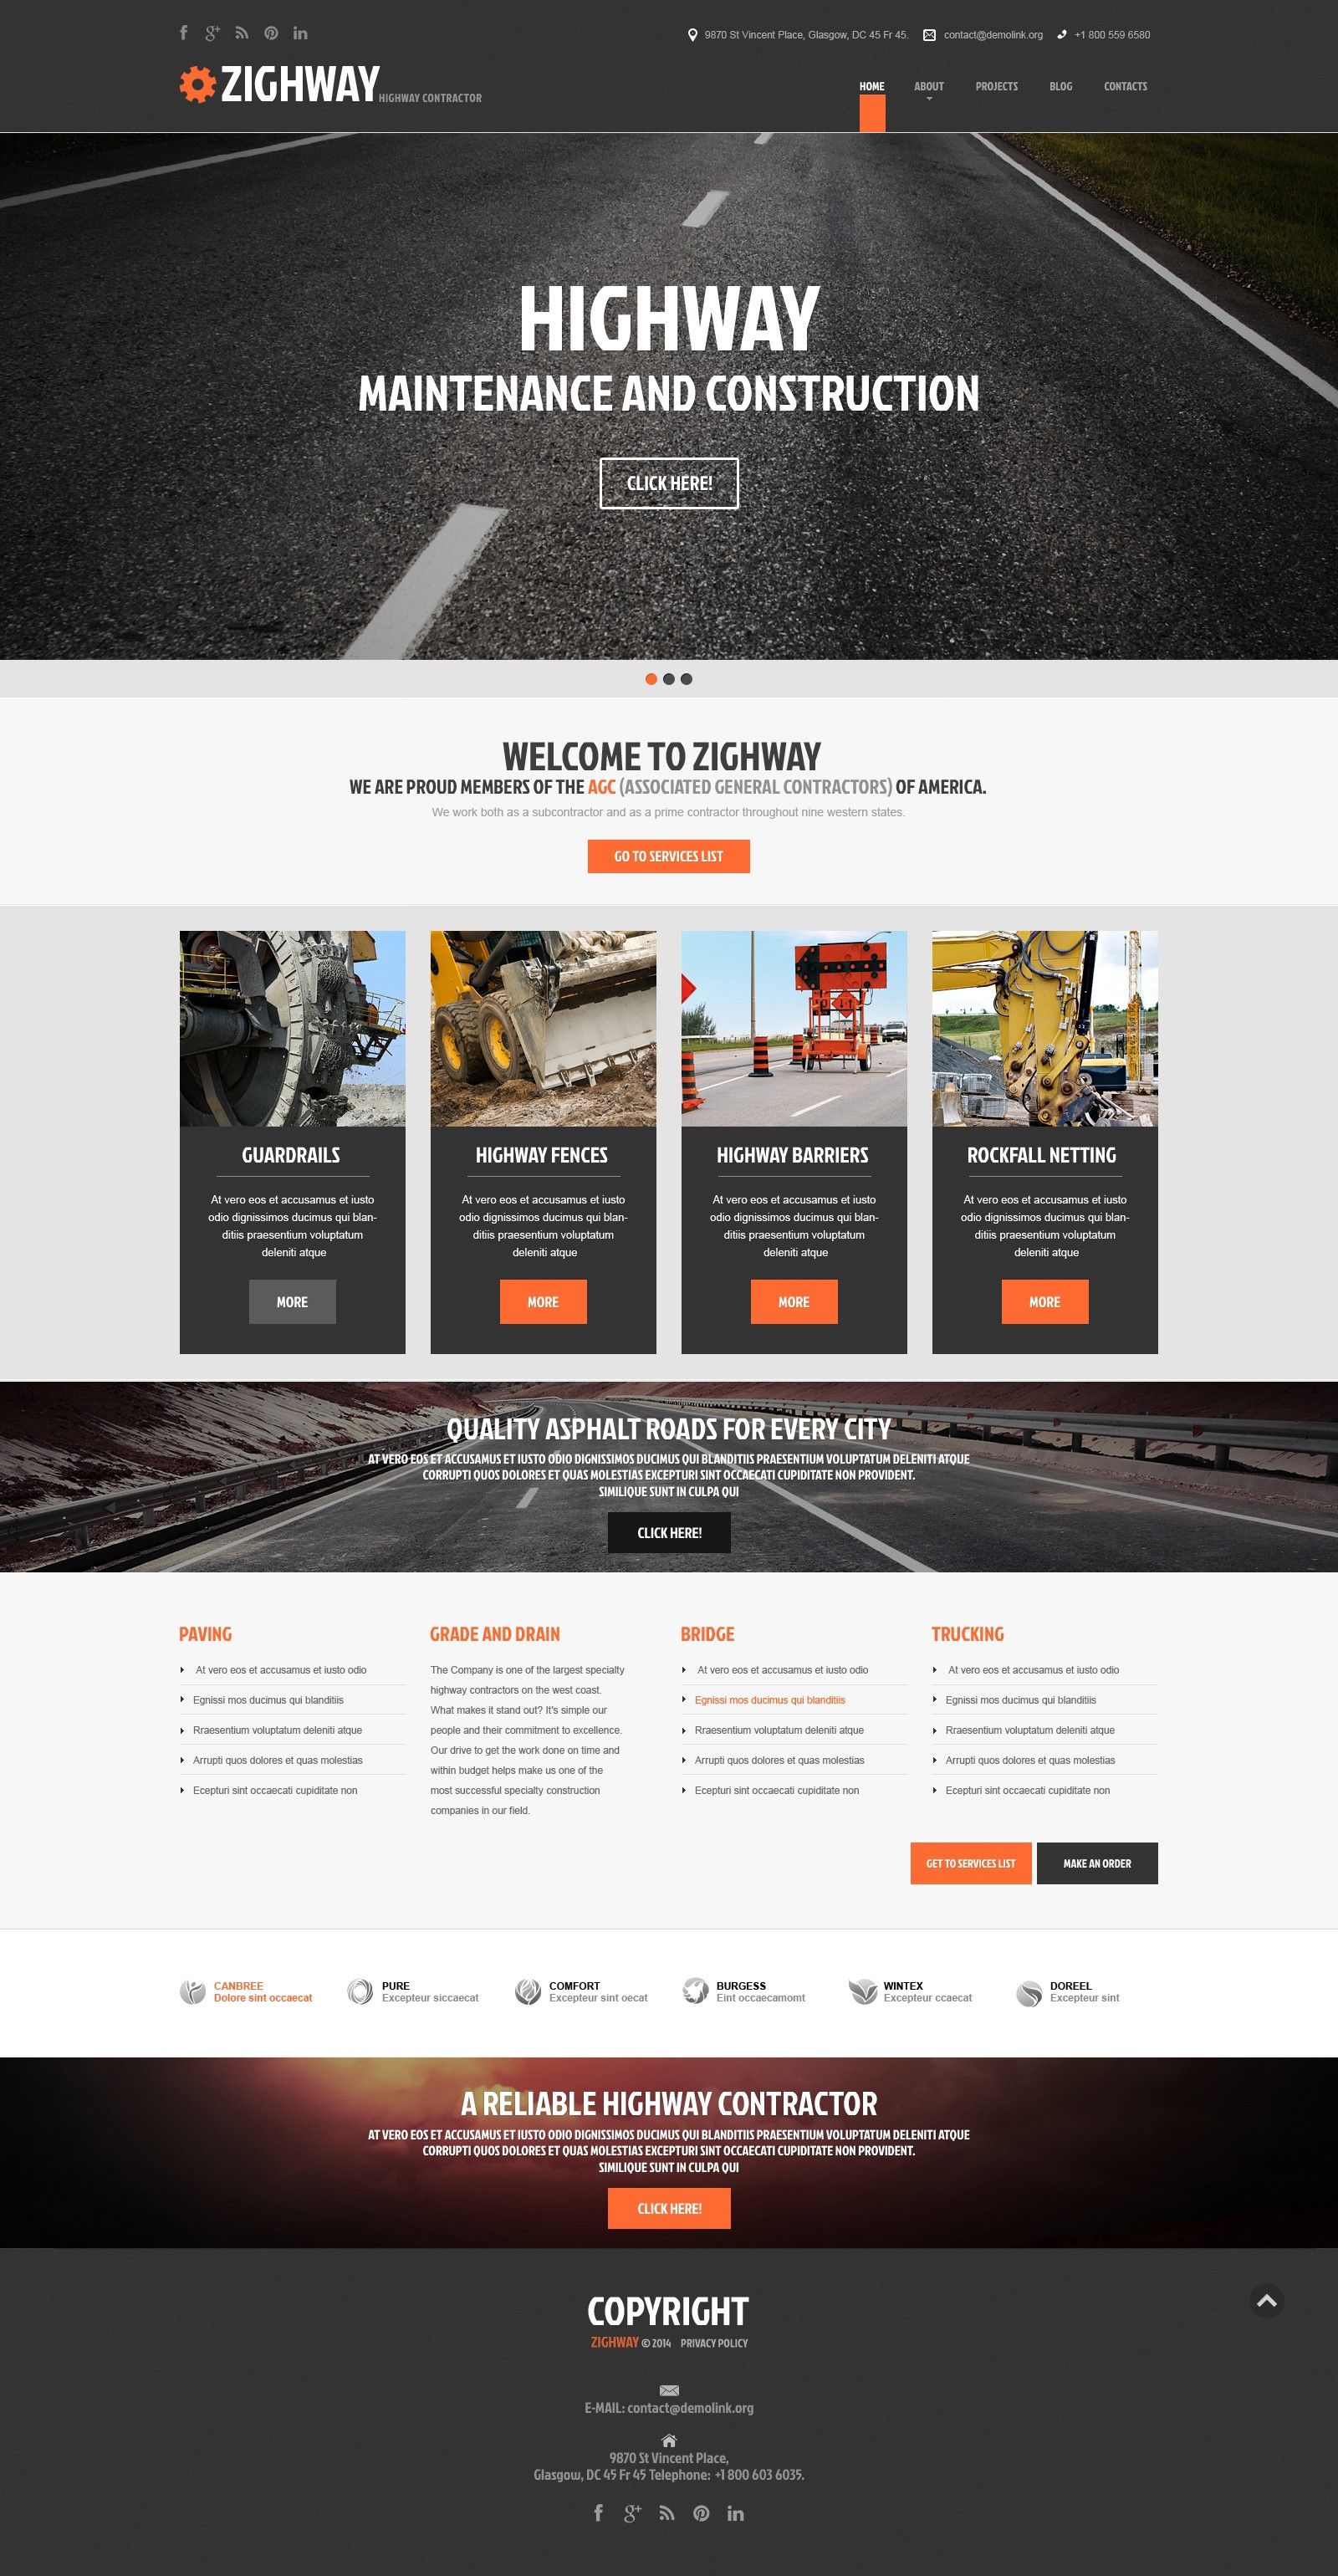 9870 St Vincent Place, Glasgow, DC 45 Fr 45.
contact@demolink.org
+1 800 559 6580
ZIGHWAY
HIGHWAY CONTRACTOR
HOME
ABOUT
PROJECTS
BLOG
CONTACTS
HIGHWAY
MAINTENANCE AND CONSTRUCTION
CLICK HERE!
WELCOME TO ZIGHWAY
WE ARE PROUD MEMBERS OF THE AGC (ASSOCIATED GENERAL CONTRACTORS) OF AMERICA.
We work both as a subcontractor and as a prime contractor throughout nine western states.
GO TO SERVICES LIST
GUARDRAILS
At vero eos et accusamus et iusto
odio dignissimos ducimus qui blan-
ditiis praesentium voluptatum
deleniti atque
MORE
HIGHWAY FENCES
At vero eos et accusamus et iusto
odio dignissimos ducimus qui blan-
ditiis praesentium voluptatum
deleniti atque
MORE
HIGHWAY BARRIERS
At vero eos et accusamus et iusto
odio dignissimos ducimus qui blan-
ditiis praesentium voluptatum
deleniti atque
MORE
ROCKFALL NETTING
At vero eos et accusamus et iusto
odio dignissimos ducimus qui blan-
ditiis praesentium voluptatum
deleniti atque
MORE
QUALITY ASPHALT ROADS FOR EVERY CITY
AT VERO EOS ET ACCUSAMUS ET IUSTO ODIO DIGNISSIMOS DUCIMUS QUI BLANDITIIS PRAESENTIUM VOLUPTATUM DELENITI ATQUE
CORRUPTI QUOS DOLORES ET QUAS MOLESTIAS EXCEPTURI SINT OCCAECATI CUPIDITATE NON PROVIDENT.
SIMILIQUE SUNT IN CULPA QUI
CLICK HERE!
PAVING
At vero eos et accusamus et iusto odio
Egnissi mos ducimus qui blanditiis
Rraesentium voluptatum deleniti atque
Arrupti quos dolores et quas molestias
Ecepturi sint occaecati cupiditate non
GRADE AND DRAIN
The Company is one of the largest specialty
highway contractors on the west coast.
What makes it stand out? It's simple our
people and their commitment to excellence.
Our drive to get the work done on time and
within budget helps make us one of the
most successful specialty construction
companies in our field.
BRIDGE
At vero eos et accusamus et iusto odio
Egnissi mos ducimus qui blanditiis
Rraesentium voluptatum deleniti atque
Arrupti quos dolores et quas molestias
Ecepturi sint occaecati cupiditate non
TRUCKING
At vero eos et accusamus et iusto odio
Egnissi mos ducimus qui blanditiis
Rraesentium voluptatum deleniti atque
Arrupti quos dolores et quas molestias
Ecepturi sint occaecati cupiditate non
GET TO SERVICES LIST
MAKE AN ORDER
CANBREE
Dolore sint occaecat
PURE
Excepteur siccaecat
COMFORT
Excepteur sint oecat
BURGESS
Eint occaecamomt
WINTEX
Excepteur ccaecat
DOREEL
Excepteur sint
A RELIABLE HIGHWAY CONTRACTOR
AT VERO EOS ET ACCUSAMUS ET IUSTO ODIO DIGNISSIMOS DUCIMUS QUI BLANDITIIS PRAESENTIUM VOLUPTATUM DELENITI ATQUE
CORRUPTI QUOS DOLORES ET QUAS MOLESTIAS EXCEPTURI SINT OCCAECATI CUPIDITATE NON PROVIDENT.
SIMILIQUE SUNT IN CULPA QUI
CLICK HERE!
COPYRIGHT
ZIGHWAY © 2014 PRIVACY POLICY
E-MAIL: contact@demolink.org
9870 St Vincent Place,
Glasgow, DC 45 Fr 45 Telephone: +1 800 603 6035.